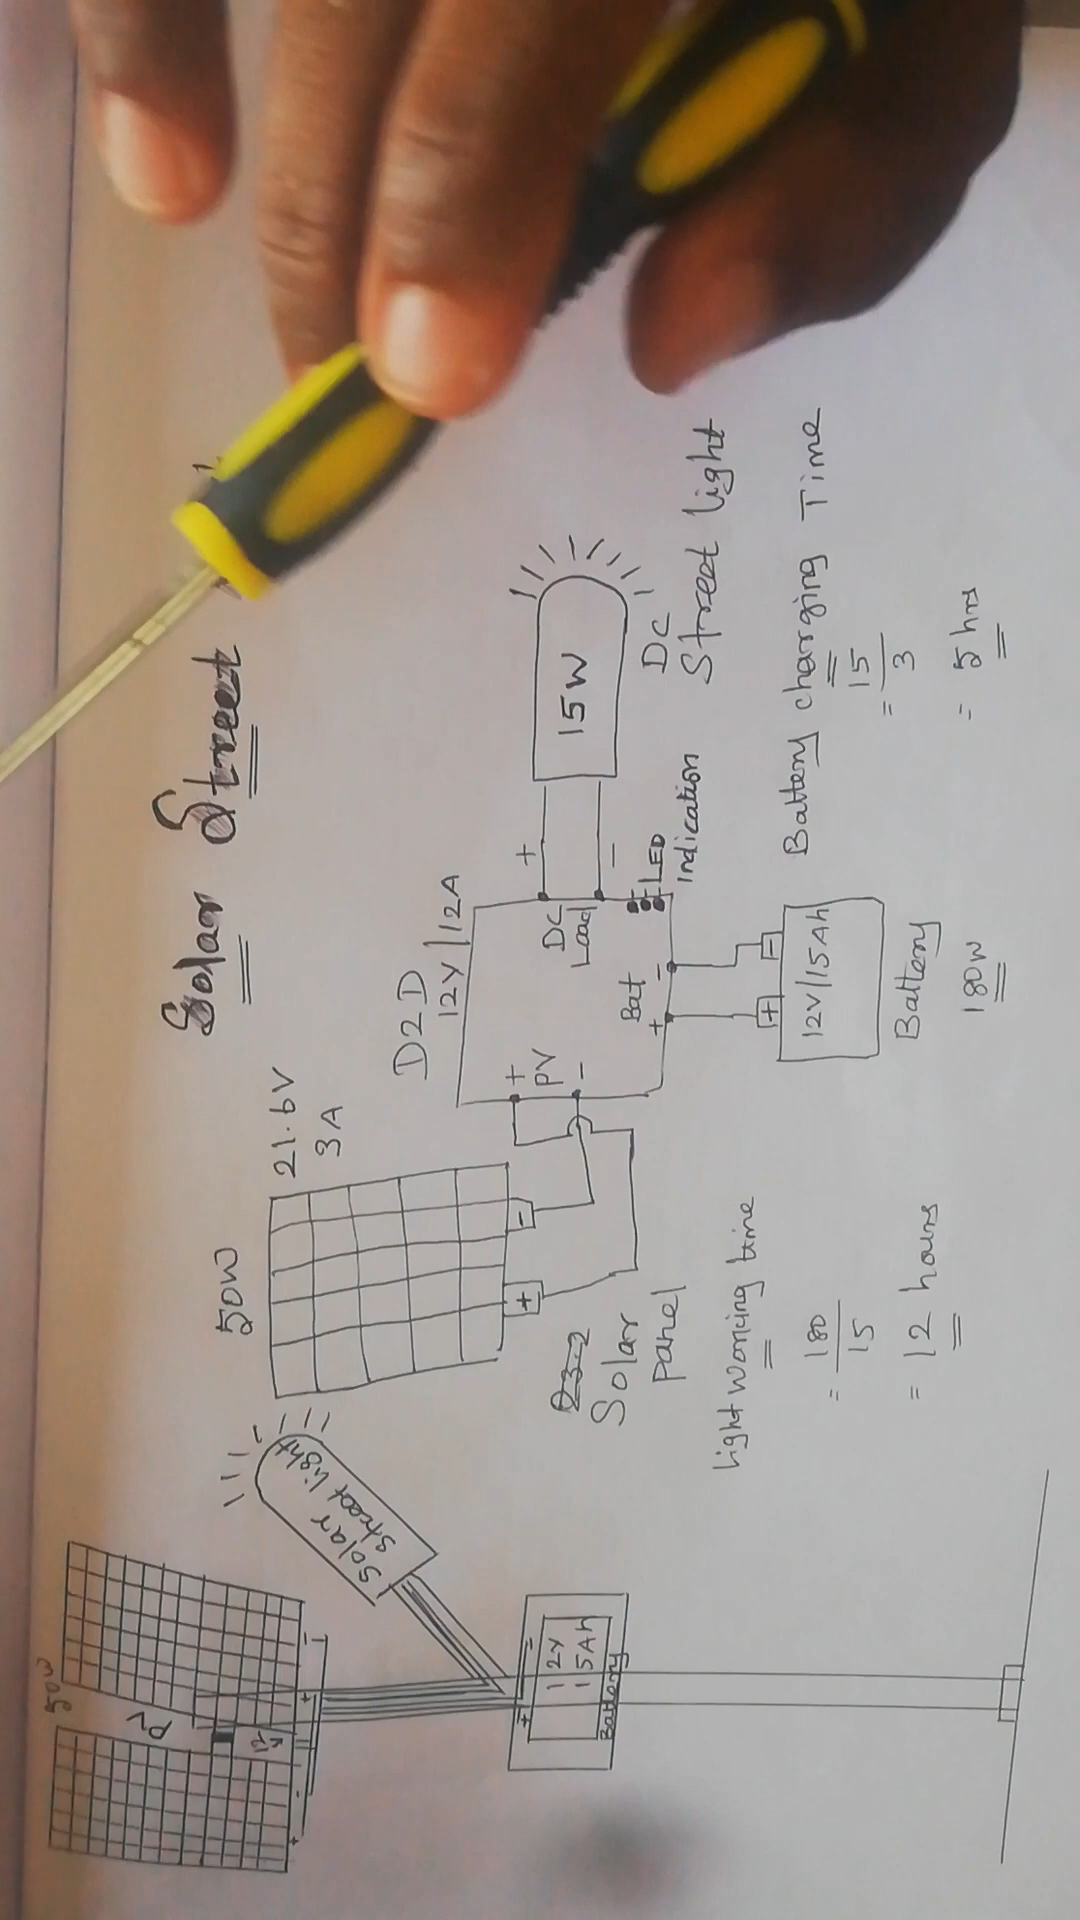 Solar Street
50W
21.6V
3A
D2D
12V/12A
+
PV
-
DC
Load
Bat
+ -
LED
Indication
+
-
15W
DC
Street light
+ -
Solar
Panel
+ -
12V/15Ah
Battery
180W
Battery charging Time
= 15/3
= 5 hrs
light working time
= 180/15
= 12 hours
50W
12V
+ - + -
Solar
Street light
+ -
12V
15Ah
Battery